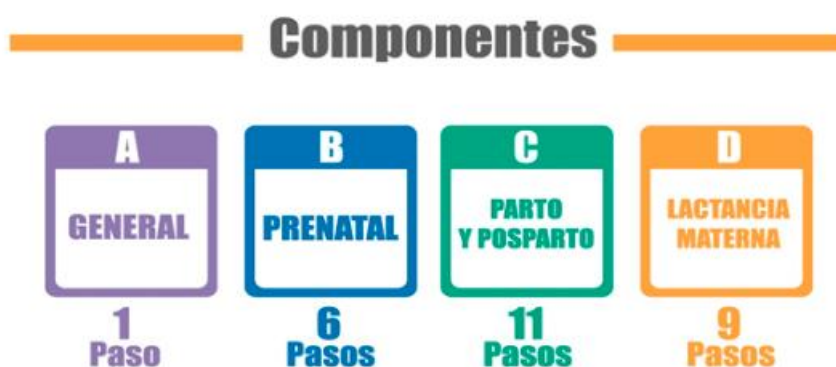 Componentes
A
GENERAL
1
Paso
B
PRENATAL
6
Pasos
C
PARTO
Y POSPARTO
11
Pasos
D
LACTANCIA
MATERNA
9
Pasos